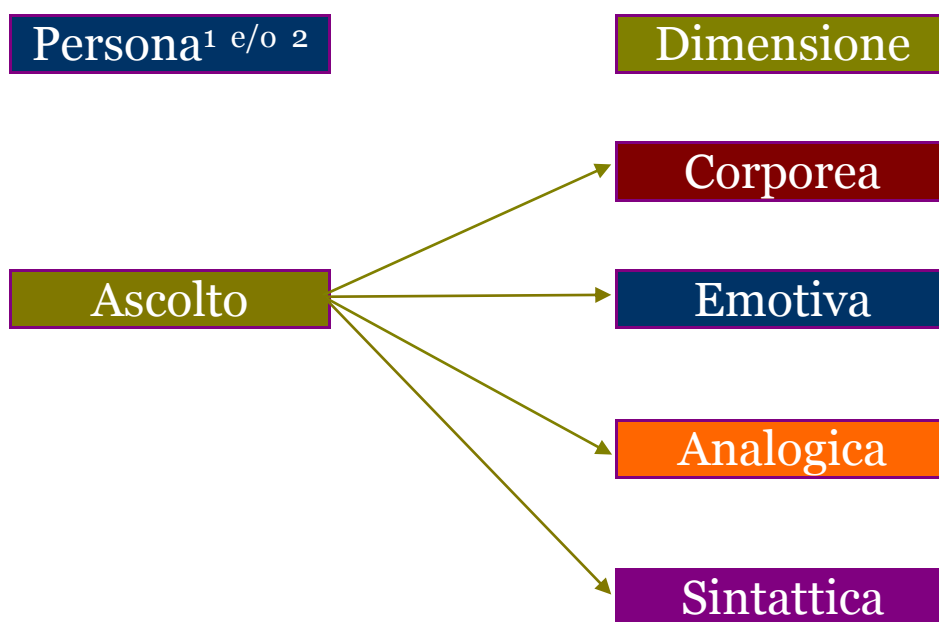 Persona¹ e/o ²
Dimensione
Corporea
Ascolto
Emotiva
Analogica
Sintattica